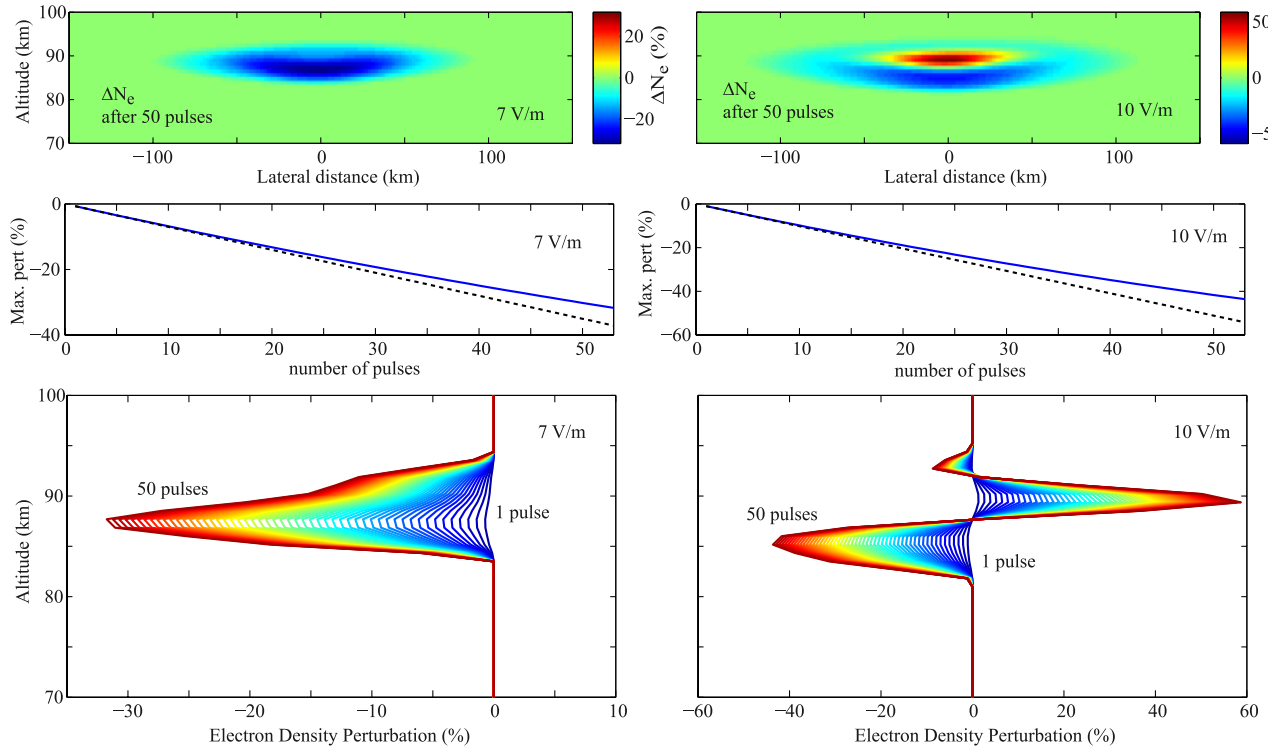 100
90
80
70
Altitude (km)
ΔNe
after 50 pulses
7 V/m
−100
0
100
Lateral distance (km)
20
0
−20
ΔNe (%)
ΔNe
after 50 pulses
10 V/m
−100
0
100
Lateral distance (km)
50
0
−5
0
−20
−40
Max. pert (%)
7 V/m
0
10
20
30
40
50
number of pulses
0
−20
−40
−60
Max. pert (%)
10 V/m
0
10
20
30
40
50
number of pulses
100
90
80
70
Altitude (km)
7 V/m
50 pulses
1 pulse
−30
−20
−10
0
10
Electron Density Perturbation (%)
10 V/m
50 pulses
1 pulse
−60
−40
−20
0
20
40
60
Electron Density Perturbation (%)